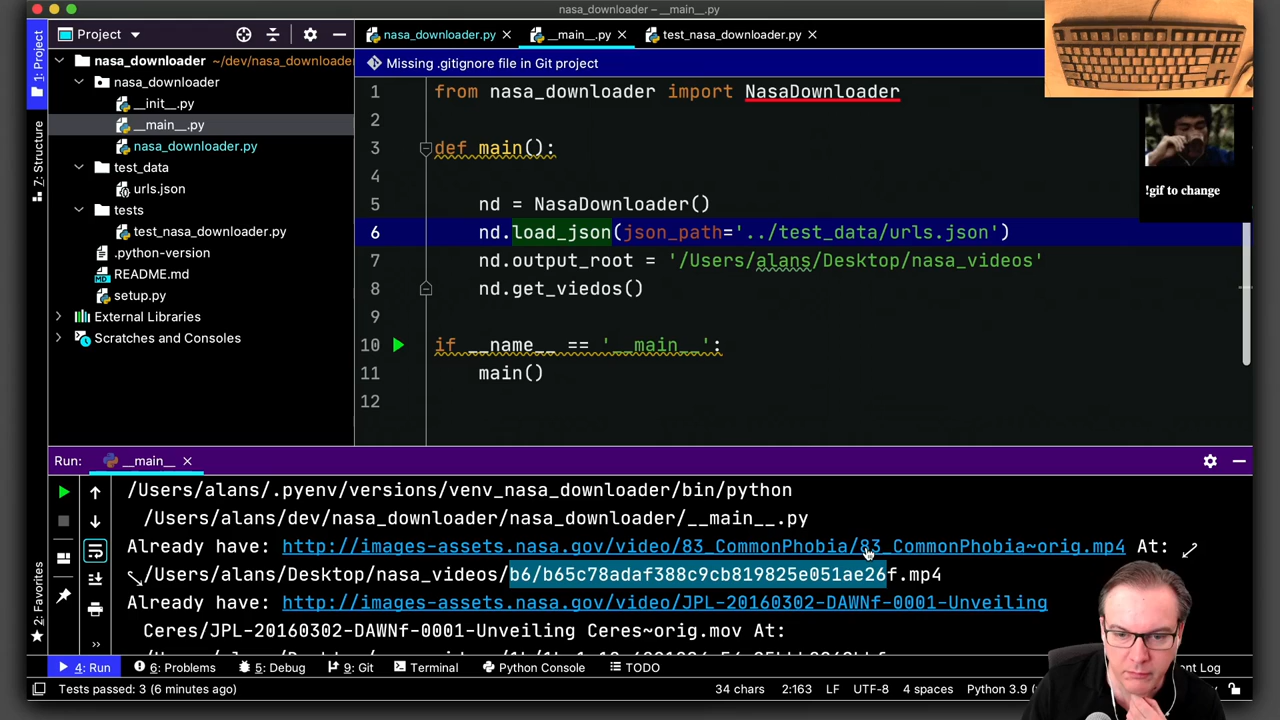 nasa_downloader – __main__.py
Project
nasa_downloader.py
__main__.py
test_nasa_downloader.py
1: Project
7: Structure
2: Favorites
nasa_downloader ~/dev/nasa_downloader
nasa_downloader
__init__.py
__main__.py
nasa_downloader.py
test_data
urls.json
tests
test_nasa_downloader.py
.python-version
README.md
setup.py
External Libraries
Scratches and Consoles
Missing .gitignore file in Git project
1 from nasa_downloader import NasaDownloader
2
3 def main():
4
5 nd = NasaDownloader()
6 nd.load_json(json_path='../test_data/urls.json')
7 nd.output_root = '/Users/alans/Desktop/nasa_videos'
8 nd.get_viedos()
9
10 if __name__ == '__main__':
11 main()
12
!gif to change
Run: __main__
/Users/alans/.pyenv/versions/venv_nasa_downloader/bin/python
/Users/alans/dev/nasa_downloader/nasa_downloader/__main__.py
Already have: http://images-assets.nasa.gov/video/83_CommonPhobia/83_CommonPhobia~orig.mp4 At:
/Users/alans/Desktop/nasa_videos/b6/b65c78adaf388c9cb819825e051ae26f.mp4
Already have: http://images-assets.nasa.gov/video/JPL-20160302-DAWNf-0001-Unveiling
Ceres/JPL-20160302-DAWNf-0001-Unveiling Ceres~orig.mov At:
4: Run
6: Problems
5: Debug
9: Git
Terminal
Python Console
TODO
Tests passed: 3 (6 minutes ago)
34 chars
2:163
LF
UTF-8
4 spaces
Python 3.9